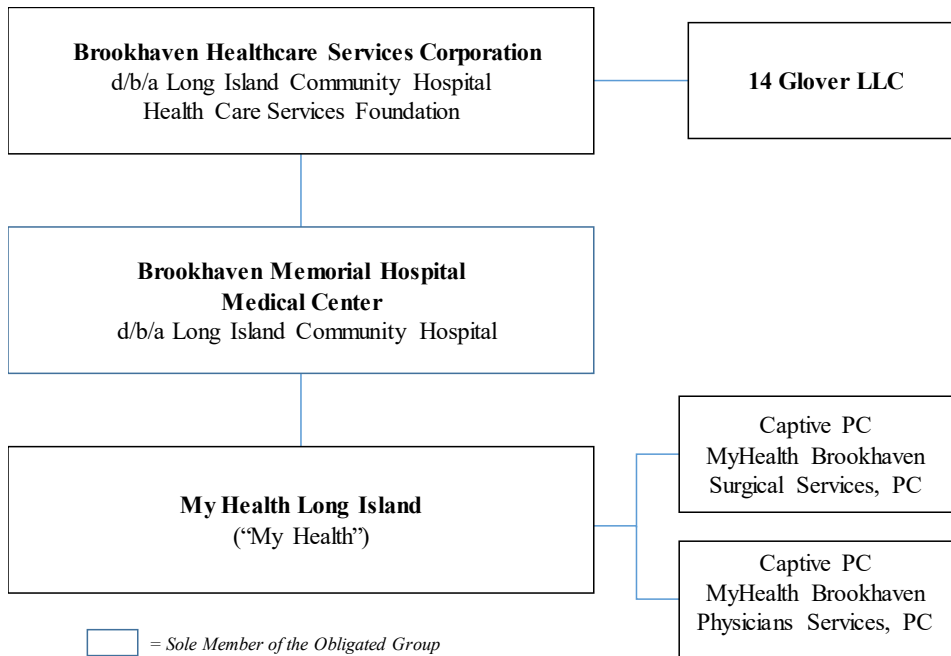 Brookhaven Healthcare Services Corporation
d/b/a Long Island Community Hospital
Health Care Services Foundation
14 Glover LLC
Brookhaven Memorial Hospital
Medical Center
d/b/a Long Island Community Hospital
My Health Long Island
(“My Health”)
Captive PC
MyHealth Brookhaven
Surgical Services, PC
Captive PC
MyHealth Brookhaven
Physicians Services, PC
= Sole Member of the Obligated Group